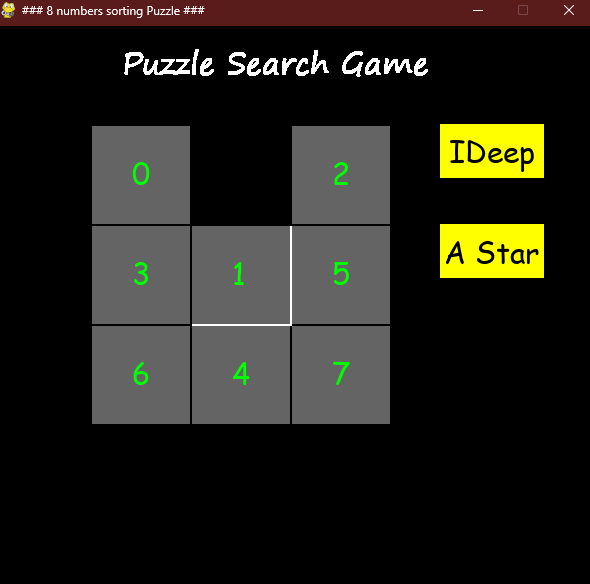 ### 8 numbers sorting Puzzle ###
Puzzle Search Game
0 2
IDeep
3 1 5
A Star
6 4 7